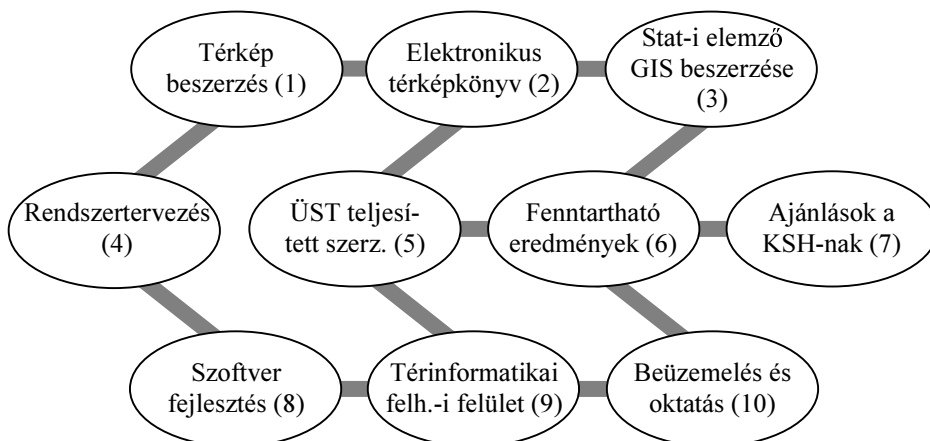 Térkép
beszerzés (1)
Elektronikus
térképkönyv (2)
Stat-i elemző
GIS beszerzése
(3)
Rendszertervezés
(4)
ÜST teljesí-
tett szerz. (5)
Fenntartható
eredmények (6)
Ajánlások a
KSH-nak (7)
Szoftver
fejlesztés (8)
Térinformatikai
felh.-i felület (9)
Beüzemelés és
oktatás (10)